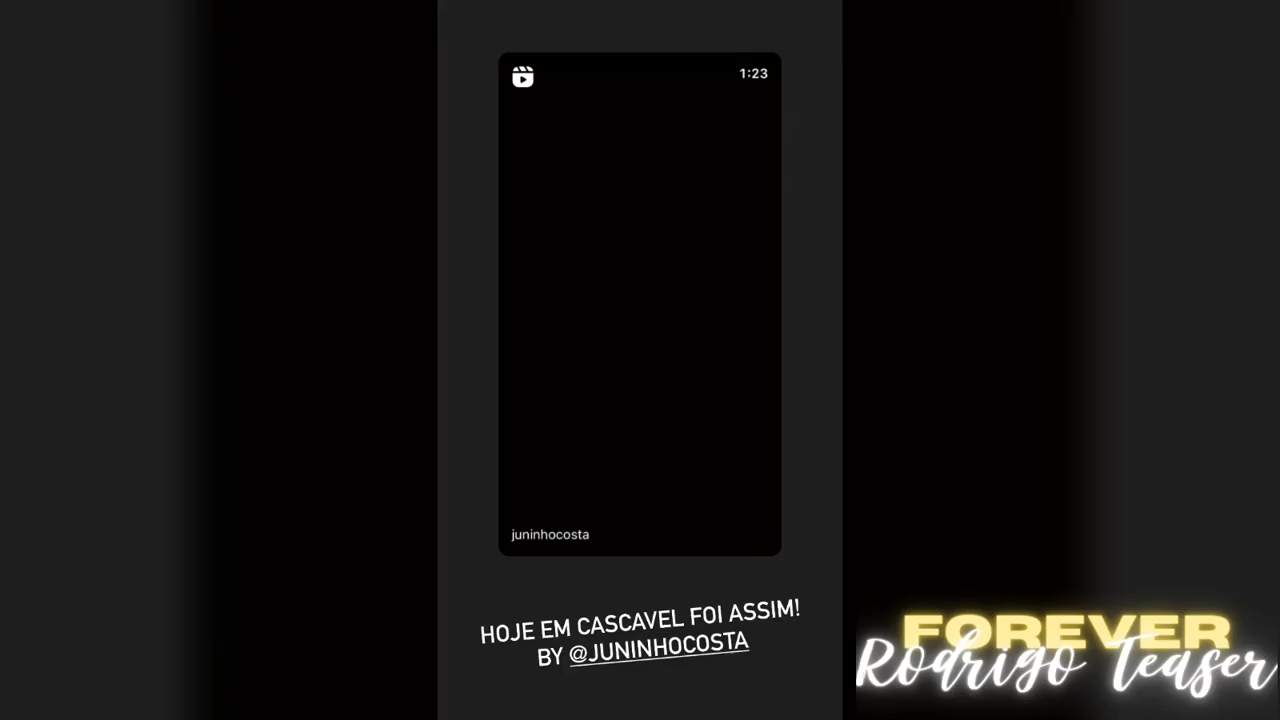 1:23
juninhocosta
HOJE EM CASCAVEL FOI ASSIM!
BY @JUNINHOCOSTA
FOREVER
Rodrigo Teaser